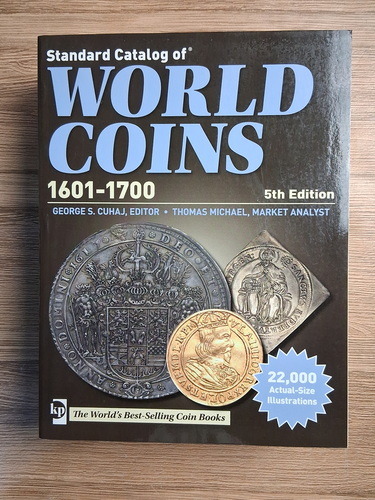 Standard Catalog of®
WORLD
COINS
1601-1700
5th Edition
GEORGE S. CUHAJ, EDITOR • THOMAS MICHAEL, MARKET ANALYST
22,000
Actual-Size
Illustrations
kp
The World's Best-Selling Coin Books